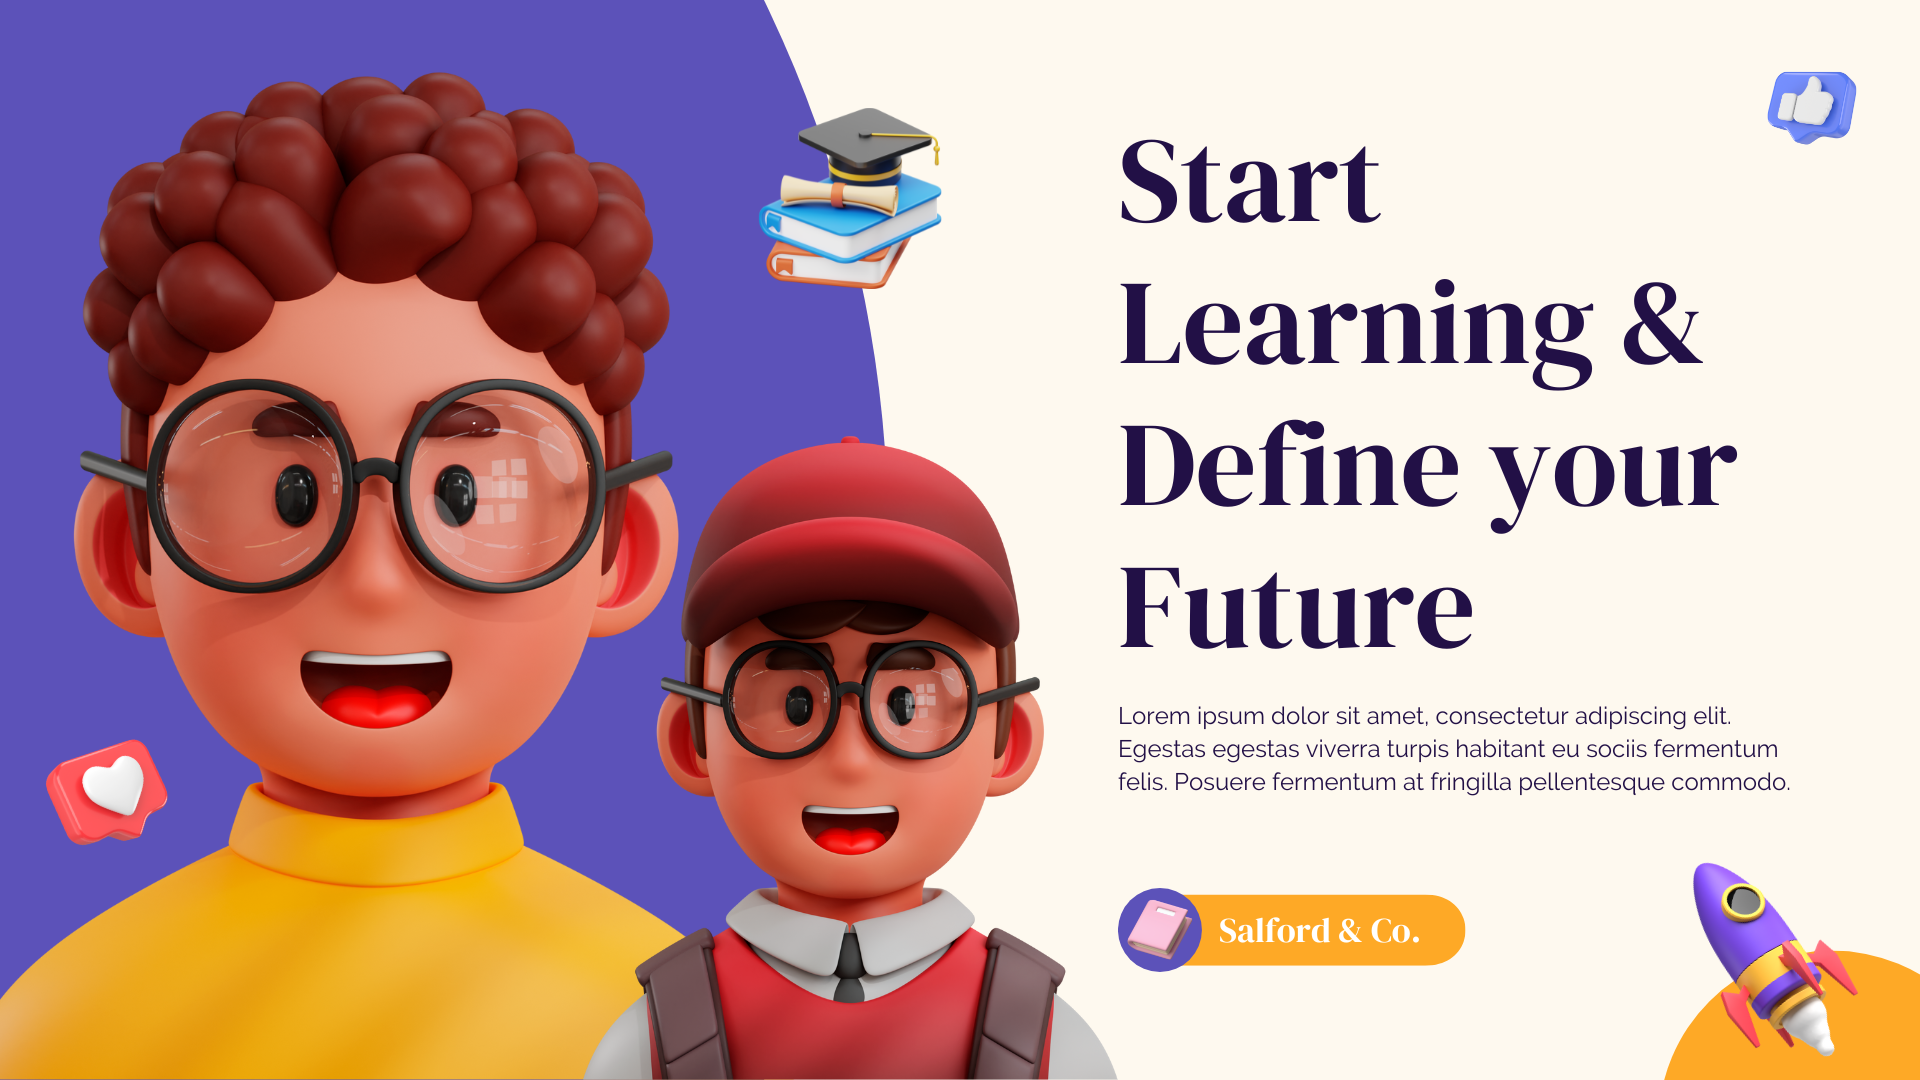 Start
Learning &
Define your
Future
Lorem ipsum dolor sit amet, consectetur adipiscing elit.
Egestas egestas viverra turpis habitant eu sociis fermentum
felis. Posuere fermentum at fringilla pellentesque commodo.
Salford & Co.